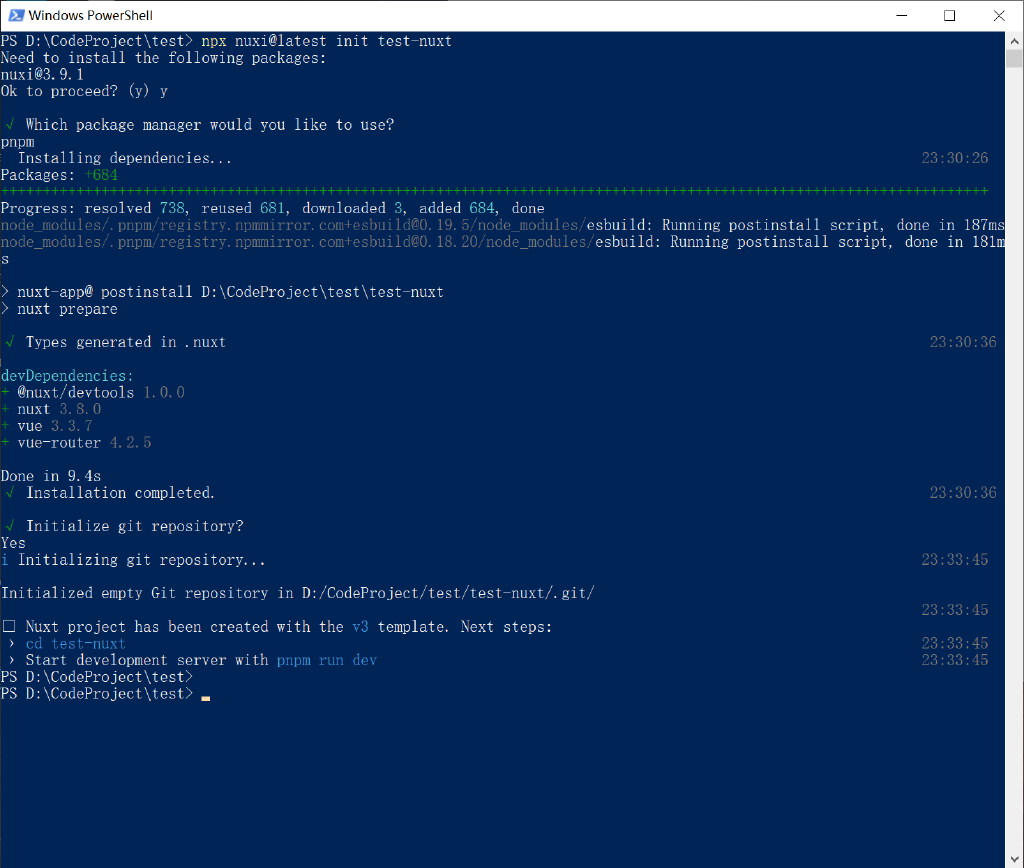 Windows PowerShell
PS D:\CodeProject\test> npx nuxi@latest init test-nuxt
Need to install the following packages:
nuxi@3.9.1
Ok to proceed? (y) y
√ Which package manager would you like to use?
pnpm
Installing dependencies... 23:30:26
Packages: +684
++++++++++++++++++++++++++++++++++++++++++++++++++++++++++++++++++++++++++++++++++++++++++++++++++++++++++++++++++++++
Progress: resolved 738, reused 681, downloaded 3, added 684, done
node_modules/.pnpm/registry.npmmirror.com+esbuild@0.19.5/node_modules/esbuild: Running postinstall script, done in 187ms
node_modules/.pnpm/registry.npmmirror.com+esbuild@0.18.20/node_modules/esbuild: Running postinstall script, done in 181m
s
> nuxt-app@ postinstall D:\CodeProject\test\test-nuxt
> nuxt prepare
√ Types generated in .nuxt 23:30:36
devDependencies:
+ @nuxt/devtools 1.0.0
+ nuxt 3.8.0
+ vue 3.3.7
+ vue-router 4.2.5
Done in 9.4s
√ Installation completed. 23:30:36
√ Initialize git repository?
Yes
i Initializing git repository... 23:33:45
Initialized empty Git repository in D:/CodeProject/test/test-nuxt/.git/
23:33:45
□ Nuxt project has been created with the v3 template. Next steps:
› cd test-nuxt 23:33:45
› Start development server with pnpm run dev 23:33:45
PS D:\CodeProject\test>
PS D:\CodeProject\test>